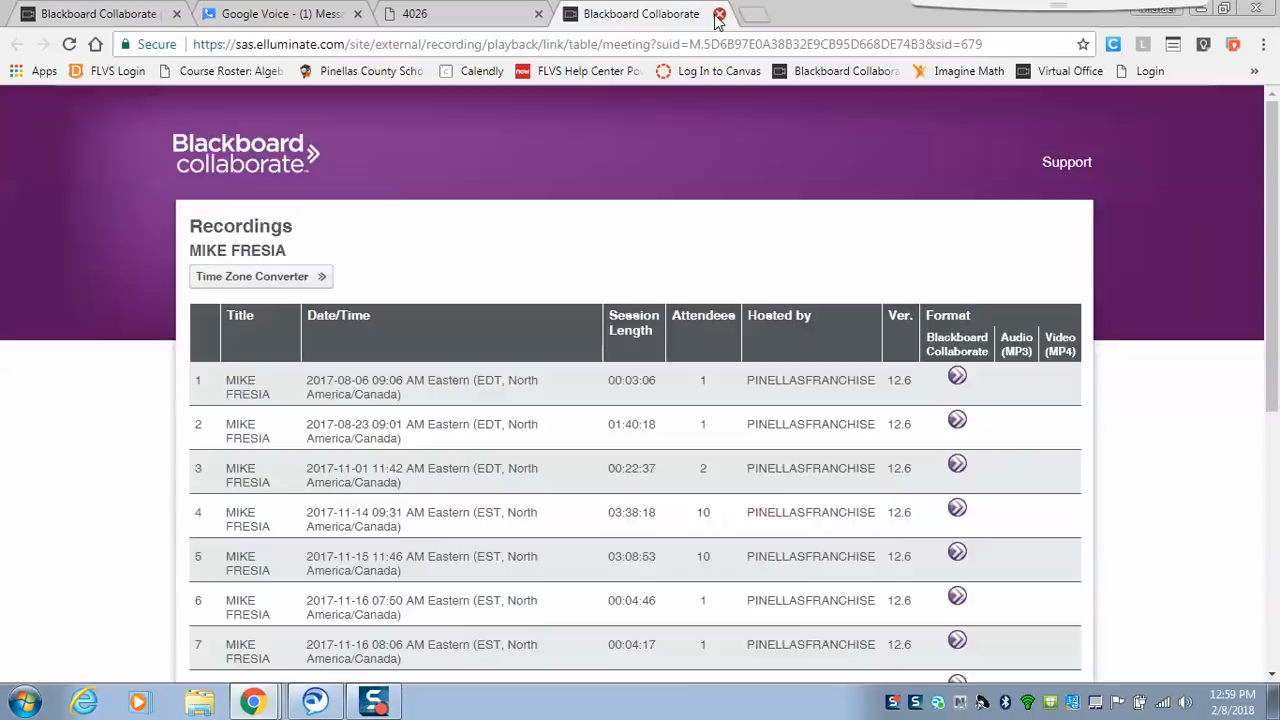 Blackboard Collaborate
Google Voice - (1) Mess
4026
Blackboard Collaborate
Secure
https://sas.elluminate.com/site/external/recording/playback/link/table/meeting?suid=M.5D6B97E0A38B32E9CB95D668DE74B3&sid=679
Apps
FLVS Login
Course Roster: Algeb
Pinellas County Scho
Calendly
now
FLVS Help Center Po
Log In to Canvas
Blackboard Collabora
Imagine Math
Virtual Office
Login
»
Blackboard
collaborate
Support
Recordings
MIKE FRESIA
Time Zone Converter »
Title Date/Time Session Length Attendees Hosted by Ver. Format
Blackboard Collaborate Audio (MP3) Video (MP4)
1 MIKE FRESIA 2017-08-06 09:06 AM Eastern (EDT, North America/Canada) 00:03:06 1 PINELLASFRANCHISE 12.6
2 MIKE FRESIA 2017-08-23 09:01 AM Eastern (EDT, North America/Canada) 01:40:18 1 PINELLASFRANCHISE 12.6
3 MIKE FRESIA 2017-11-01 11:42 AM Eastern (EDT, North America/Canada) 00:22:37 2 PINELLASFRANCHISE 12.6
4 MIKE FRESIA 2017-11-14 09:31 AM Eastern (EST, North America/Canada) 03:38:18 10 PINELLASFRANCHISE 12.6
5 MIKE FRESIA 2017-11-15 11:46 AM Eastern (EST, North America/Canada) 03:08:53 10 PINELLASFRANCHISE 12.6
6 MIKE FRESIA 2017-11-16 07:50 AM Eastern (EST, North America/Canada) 00:04:46 1 PINELLASFRANCHISE 12.6
7 MIKE FRESIA 2017-11-16 08:06 AM Eastern (EST, North America/Canada) 00:04:17 1 PINELLASFRANCHISE 12.6
12:59 PM
2/8/2018